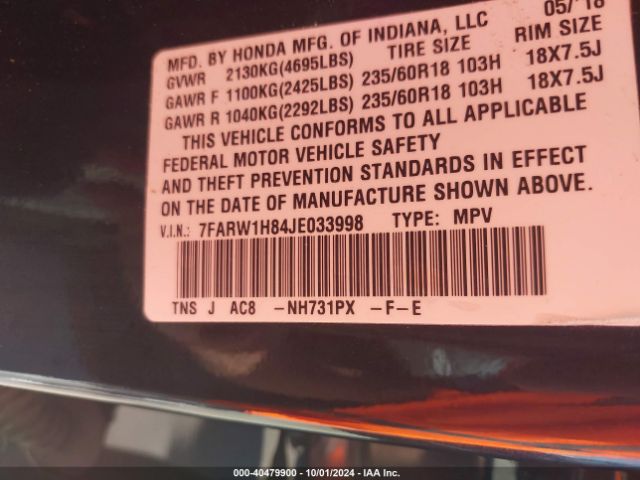 MFD. BY HONDA MFG. OF INDIANA, LLC 05/'18
GVWR 2130KG(4695LBS) TIRE SIZE RIM SIZE
GAWR F 1100KG(2425LBS) 235/60R18 103H 18X7.5J
GAWR R 1040KG(2292LBS) 235/60R18 103H 18X7.5J
THIS VEHICLE CONFORMS TO ALL APPLICABLE
FEDERAL MOTOR VEHICLE SAFETY
AND THEFT PREVENTION STANDARDS IN EFFECT
ON THE DATE OF MANUFACTURE SHOWN ABOVE.
V.I.N.: 7FARW1H84JE033998 TYPE: MPV
TNS J AC8 -NH731PX -F-E
000-40479900 - 10/01/2024 - IAA Inc.